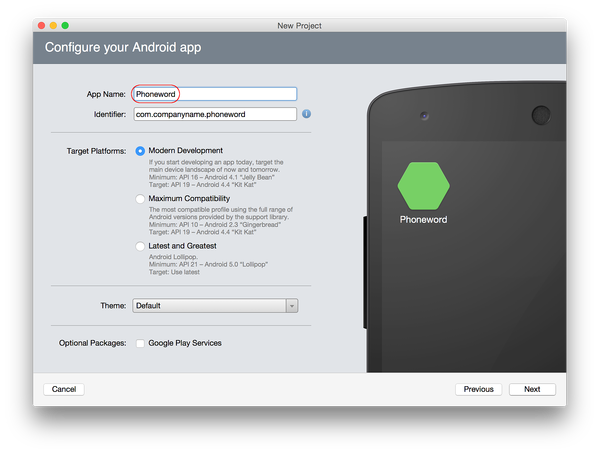 New Project
Configure your Android app
App Name: Phoneword
Identifier: com.companyname.phoneword
i
Target Platforms: Modern Development
If you start developing an app today, target the
main device landscape of now and tomorrow.
Minimum: API 16 – Android 4.1 "Jelly Bean"
Target: API 19 – Android 4.4 "Kit Kat"
Maximum Compatibility
The most compatible profile using the full range of
Android versions provided by the support library.
Minimum: API 10 – Android 2.3 "Gingerbread"
Target: API 19 – Android 4.4 "Kit Kat"
Latest and Greatest
Android Lollipop.
Minimum: API 21 – Android 5.0 "Lollipop"
Target: Use latest
Theme: Default
Optional Packages: Google Play Services
Phoneword
Cancel
Previous
Next